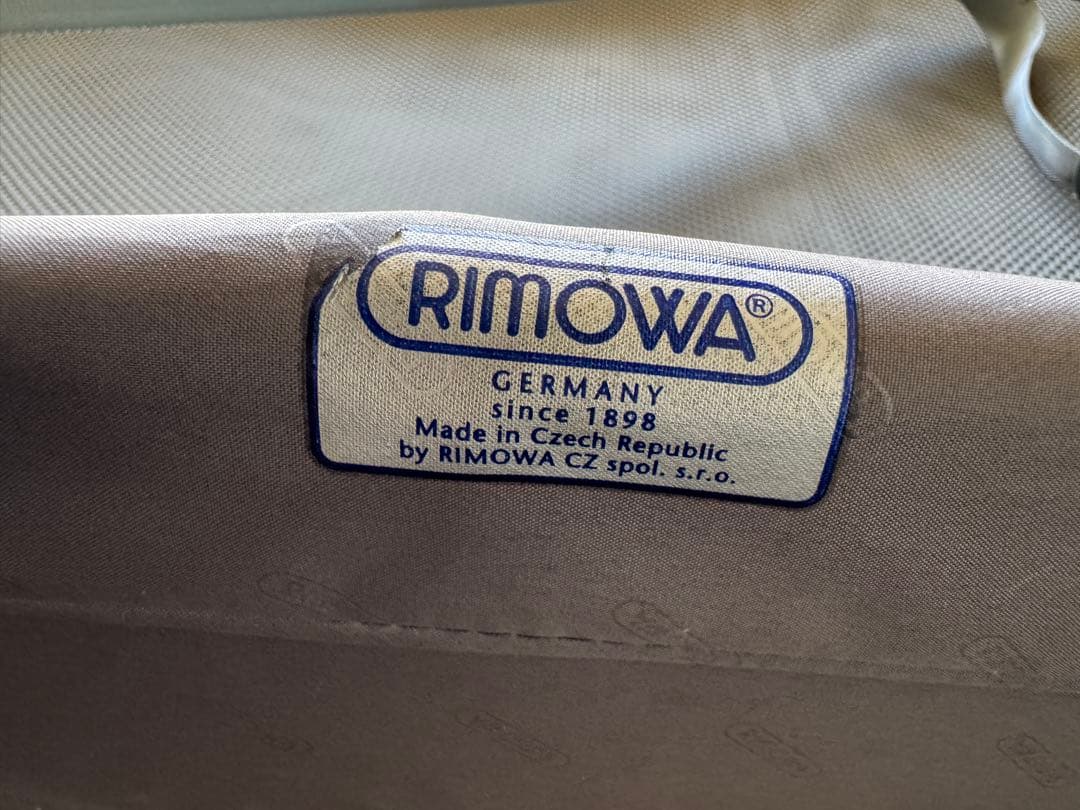 RIMOWA®
GERMANY
since 1898
Made in Czech Republic
by RIMOWA CZ spol. s.r.o.